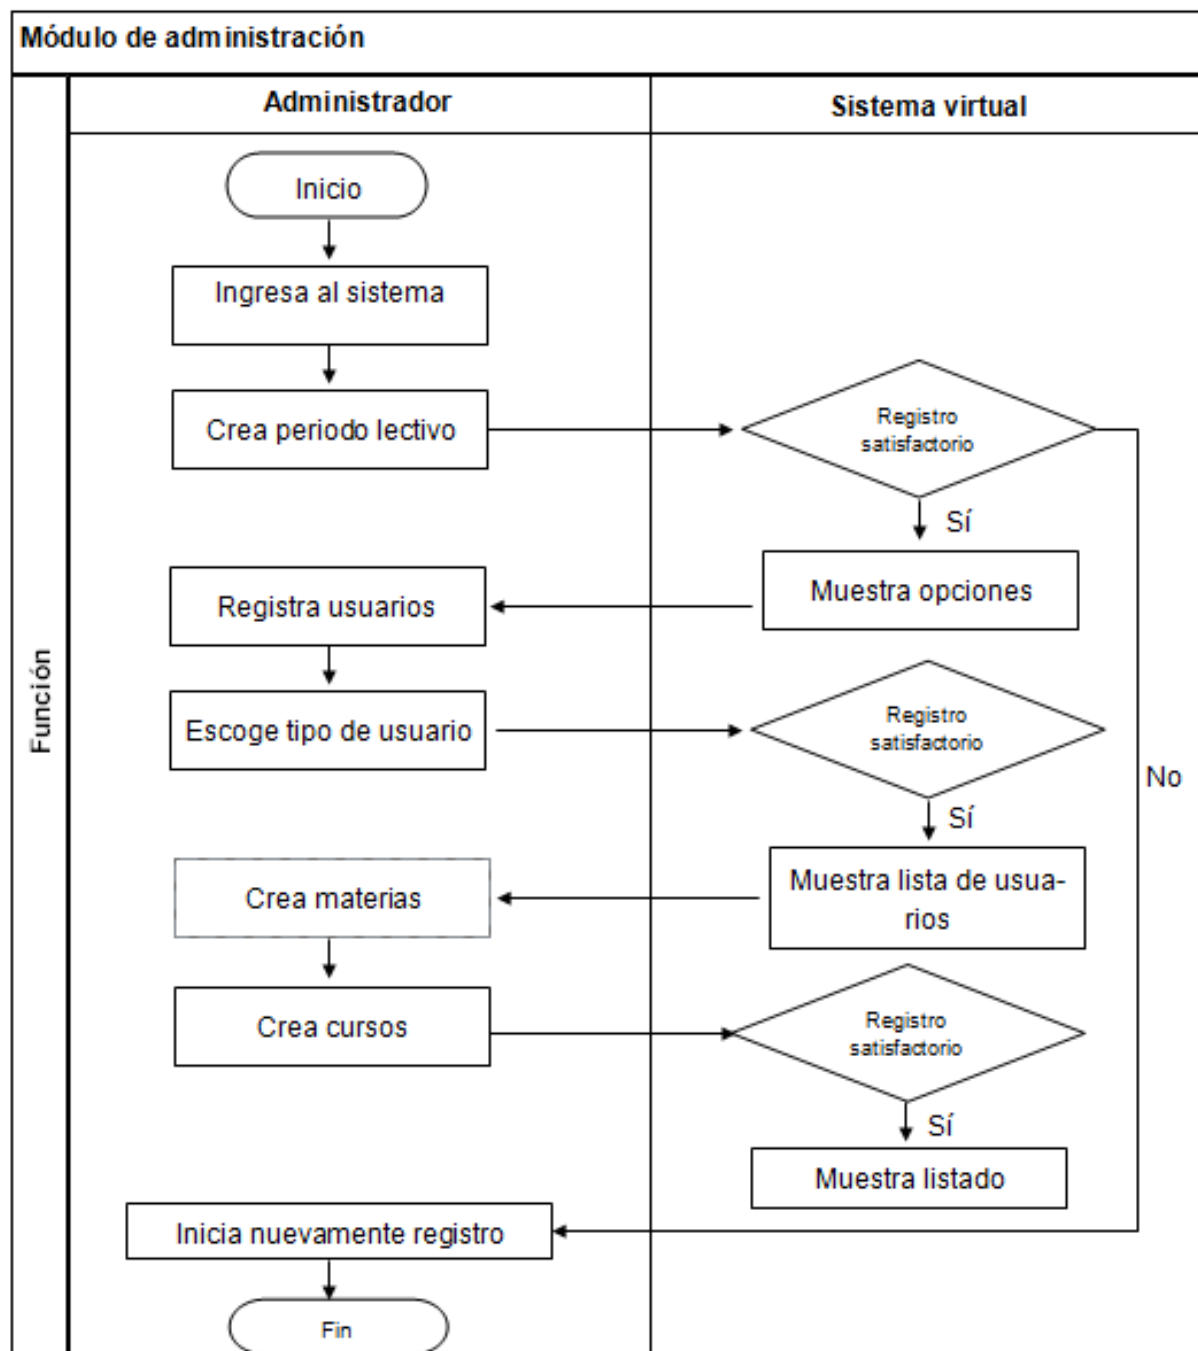 Módulo de administración
Administrador
Sistema virtual
Función
Inicio
Ingresa al sistema
Crea periodo lectivo
Registro
satisfactorio
Sí
Muestra opciones
Registra usuarios
Escoge tipo de usuario
Registro
satisfactorio
No
Sí
Muestra lista de usua-
rios
Crea materias
Crea cursos
Registro
satisfactorio
Sí
Muestra listado
Inicia nuevamente registro
Fin